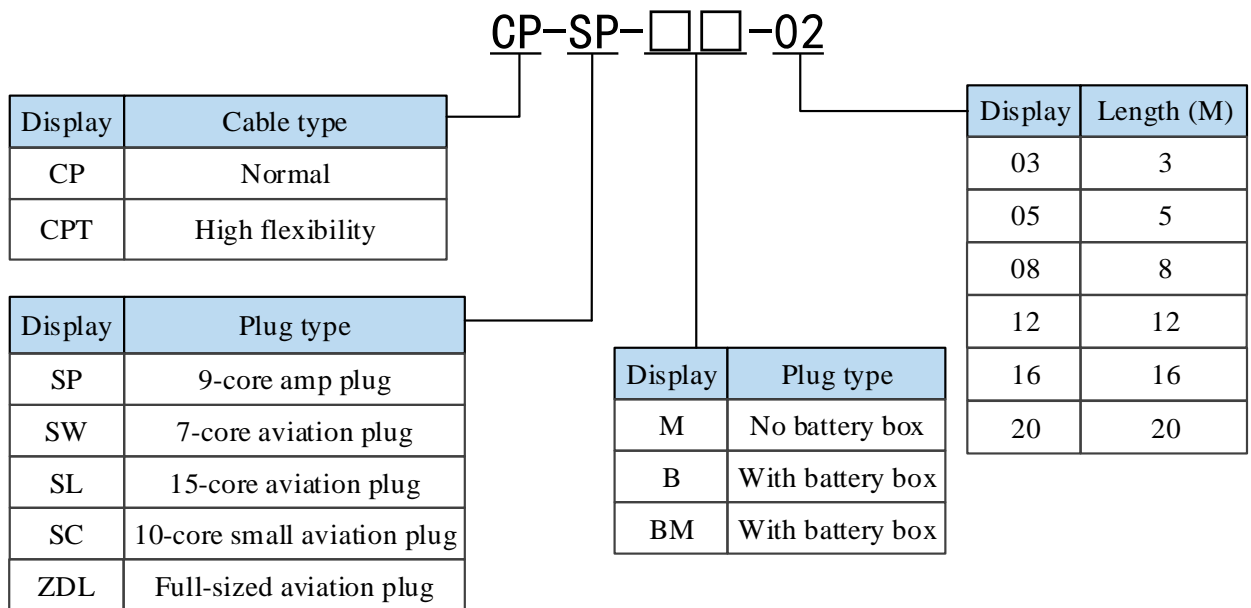 CP-SP-□□-02
Display Cable type
CP Normal
CPT High flexibility
Display Plug type
SP 9-core amp plug
SW 7-core aviation plug
SL 15-core aviation plug
SC 10-core small aviation plug
ZDL Full-sized aviation plug
Display Plug type
M No battery box
B With battery box
BM With battery box
Display Length (M)
03 3
05 5
08 8
12 12
16 16
20 20